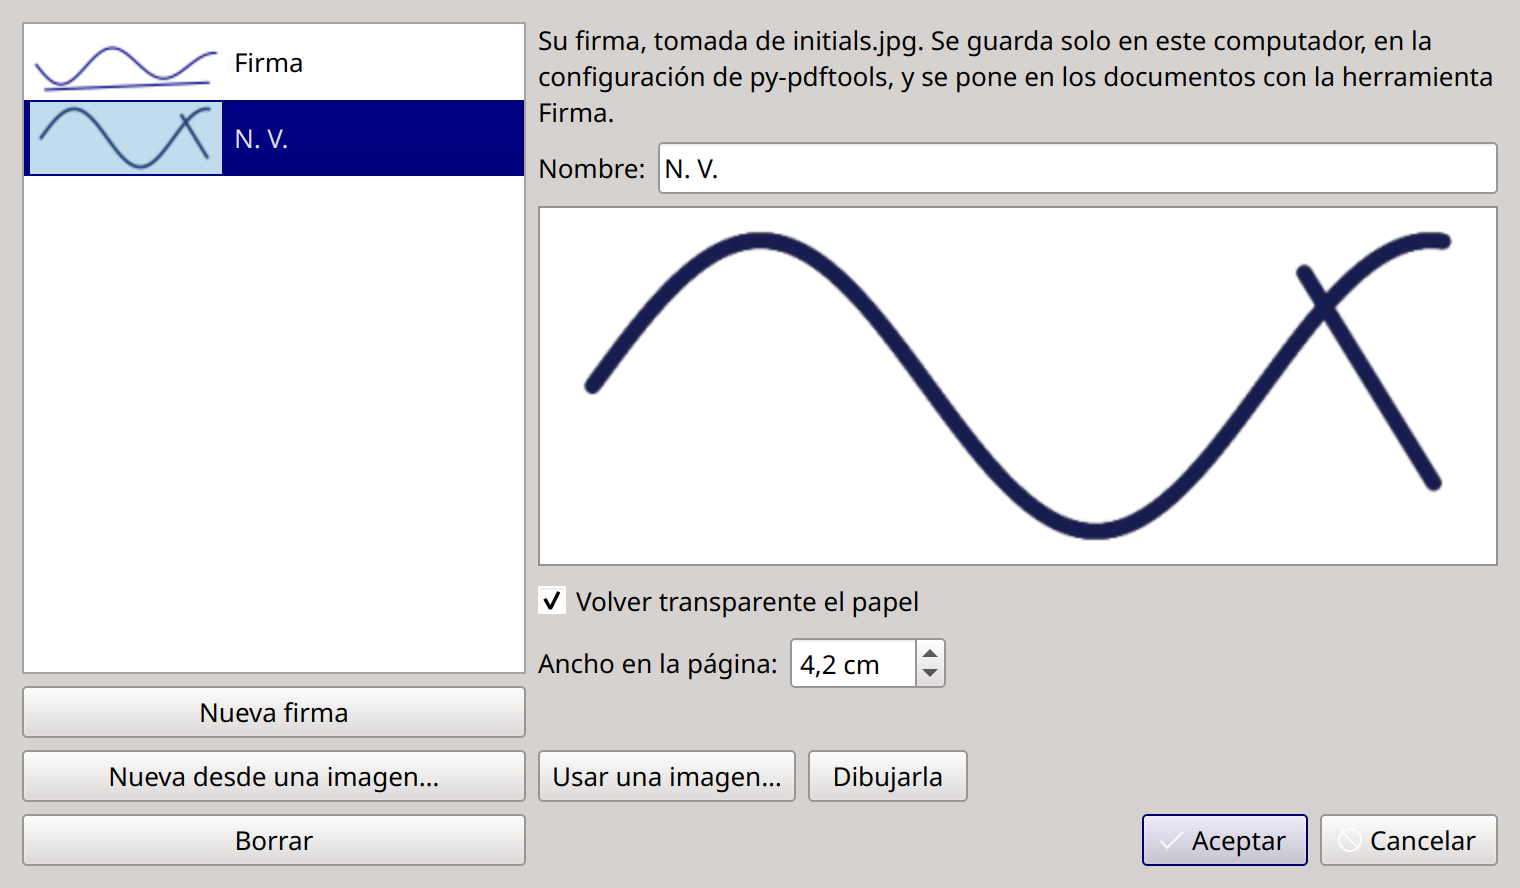 Firma
N. V.
Su firma, tomada de initials.jpg. Se guarda solo en este computador, en la
configuración de py-pdftools, y se pone en los documentos con la herramienta
Firma.
Nombre: N. V.
Volver transparente el papel
Ancho en la página: 4,2 cm
Nueva firma
Nueva desde una imagen...
Usar una imagen...
Dibujarla
Borrar
Aceptar
Cancelar